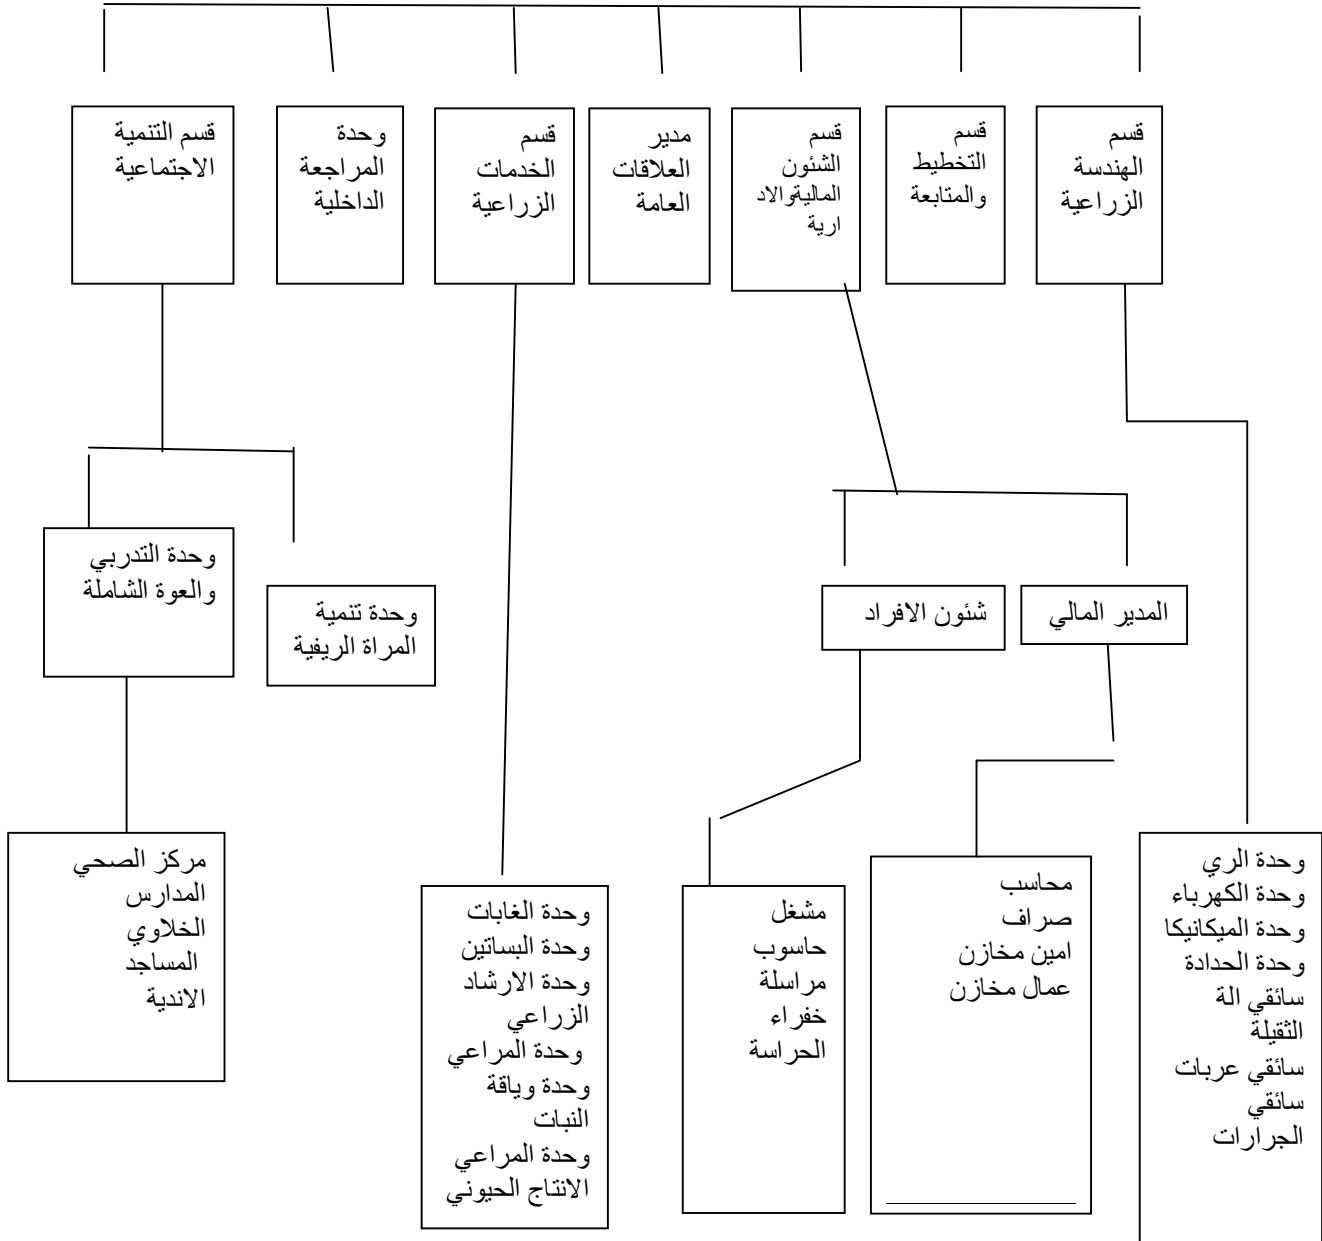 قسم
الهندسة
الزراعية
قسم
التخطيط
والمتابعة
قسم
الشئون
الماليةوالاد
ارية
مدير
العلاقات
العامة
قسم
الخدمات
الزراعية
وحدة
المراجعة
الداخلية
قسم التنمية
الاجتماعية
المدير المالي
شئون الافراد
وحدة تنمية
المراة الريفية
وحدة التدربي
والعوة الشاملة
وحدة الري
وحدة الكهرباء
وحدة الميكانيكا
وحدة الحدادة
سائقي الة
الثقيلة
سائقي عربات
سائقي
الجرارات
محاسب
صراف
امين مخازن
عمال مخازن
مشغل
حاسوب
مراسلة
خفراء
الحراسة
وحدة الغابات
وحدة البساتين
وحدة الارشاد
الزراعي
وحدة المراعي
وحدة وياقة
النبات
وحدة المراعي
الانتاج الحيوني
مركز الصحي
المدارس
الخلاوي
المساجد
الاندية